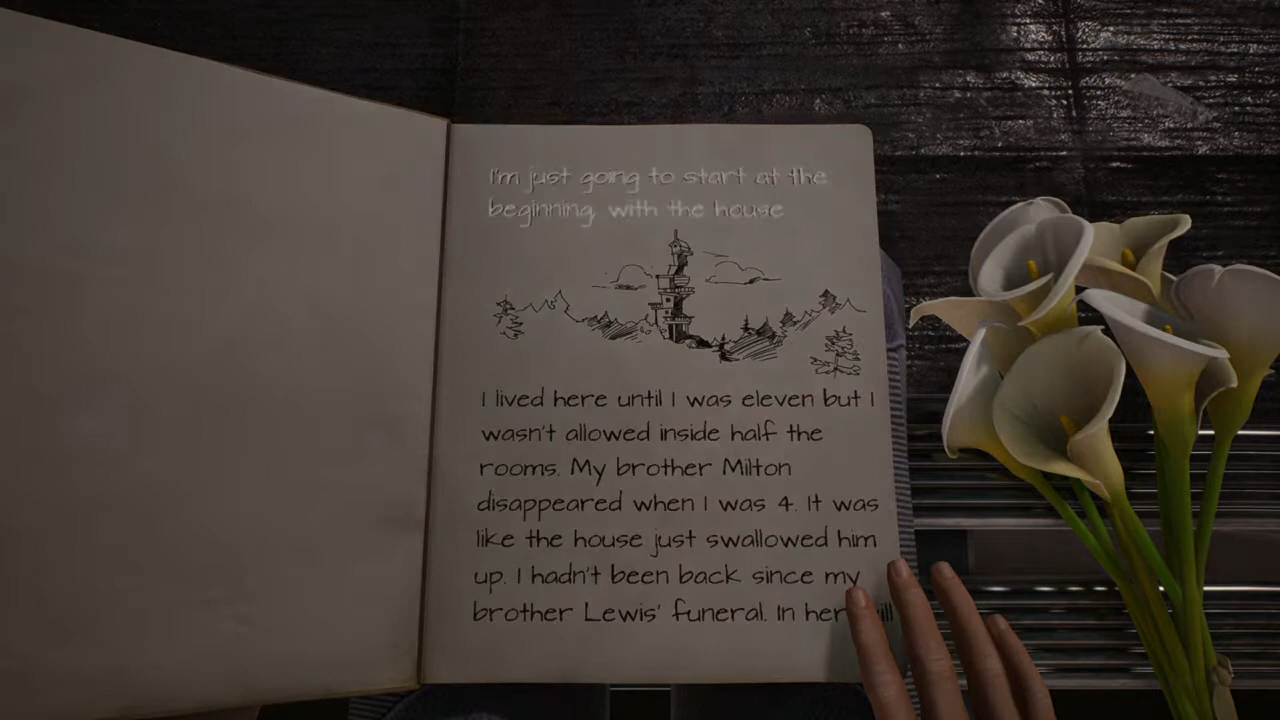 I'm just going to start at the
beginning, with the house
I lived here until I was eleven but I
wasn't allowed inside half the
rooms. My brother Milton
disappeared when I was 4. It was
like the house just swallowed him
up. I hadn't been back since my
brother Lewis' funeral. In her